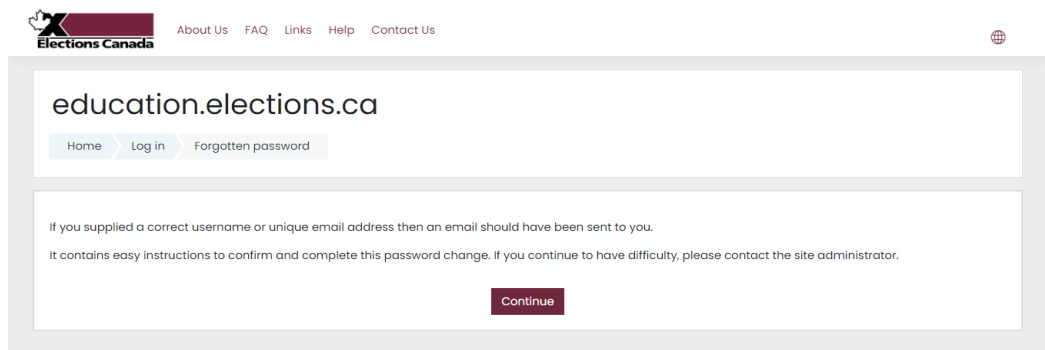 Elections Canada
About Us FAQ Links Help Contact Us
education.elections.ca
Home Log in Forgotten password
If you supplied a correct username or unique email address then an email should have been sent to you.
It contains easy instructions to confirm and complete this password change. If you continue to have difficulty, please contact the site administrator.
Continue